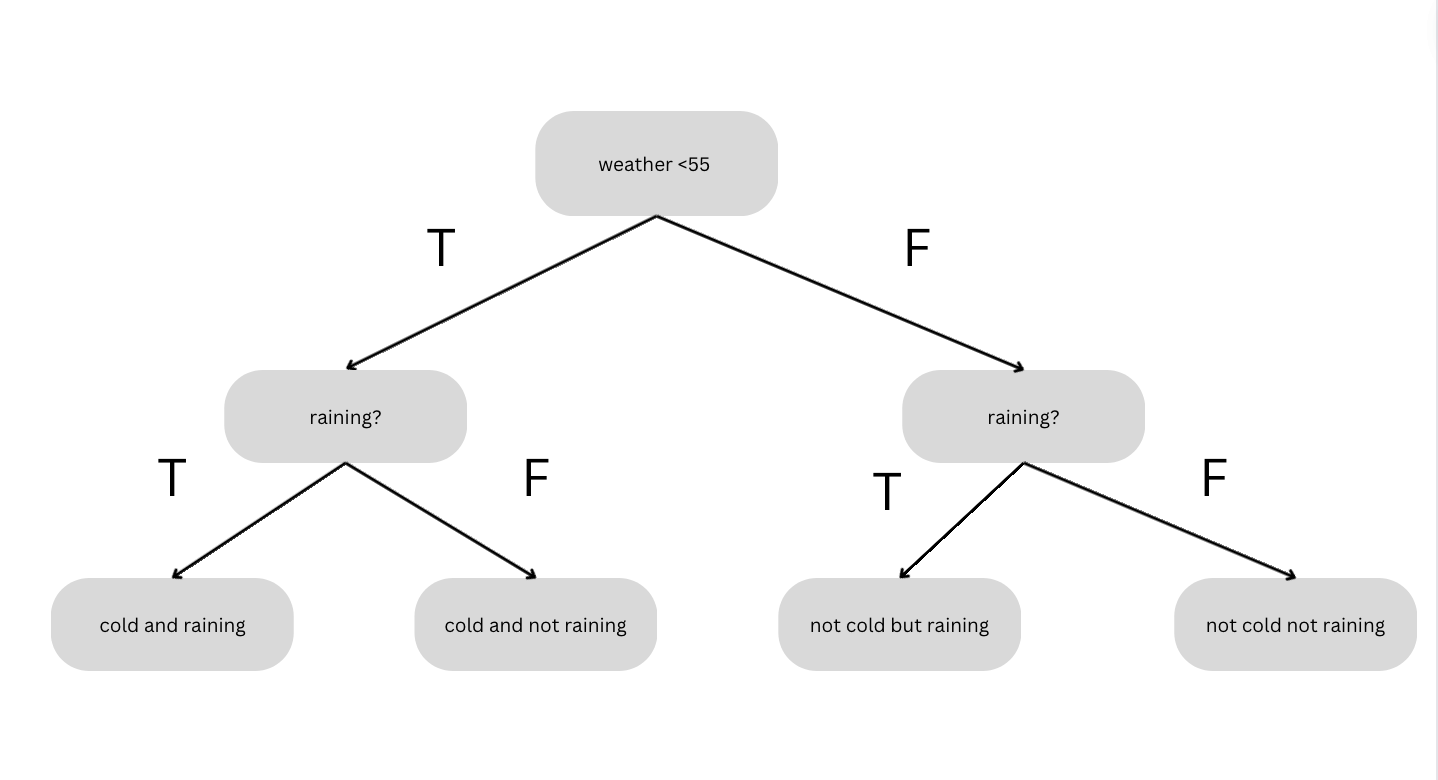 weather <55
T
F
raining?
raining?
T
F
T
F
cold and raining
cold and not raining
not cold but raining
not cold not raining